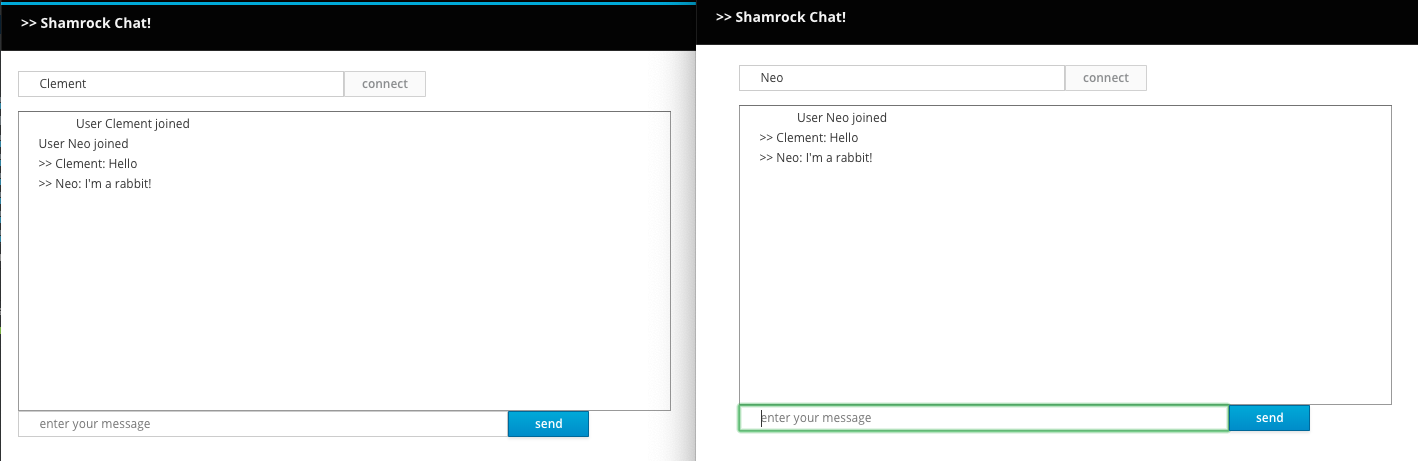 >> Shamrock Chat!
Clement
connect
User Clement joined
User Neo joined
>> Clement: Hello
>> Neo: I'm a rabbit!
enter your message
send
>> Shamrock Chat!
Neo
connect
User Neo joined
>> Clement: Hello
>> Neo: I'm a rabbit!
enter your message
send